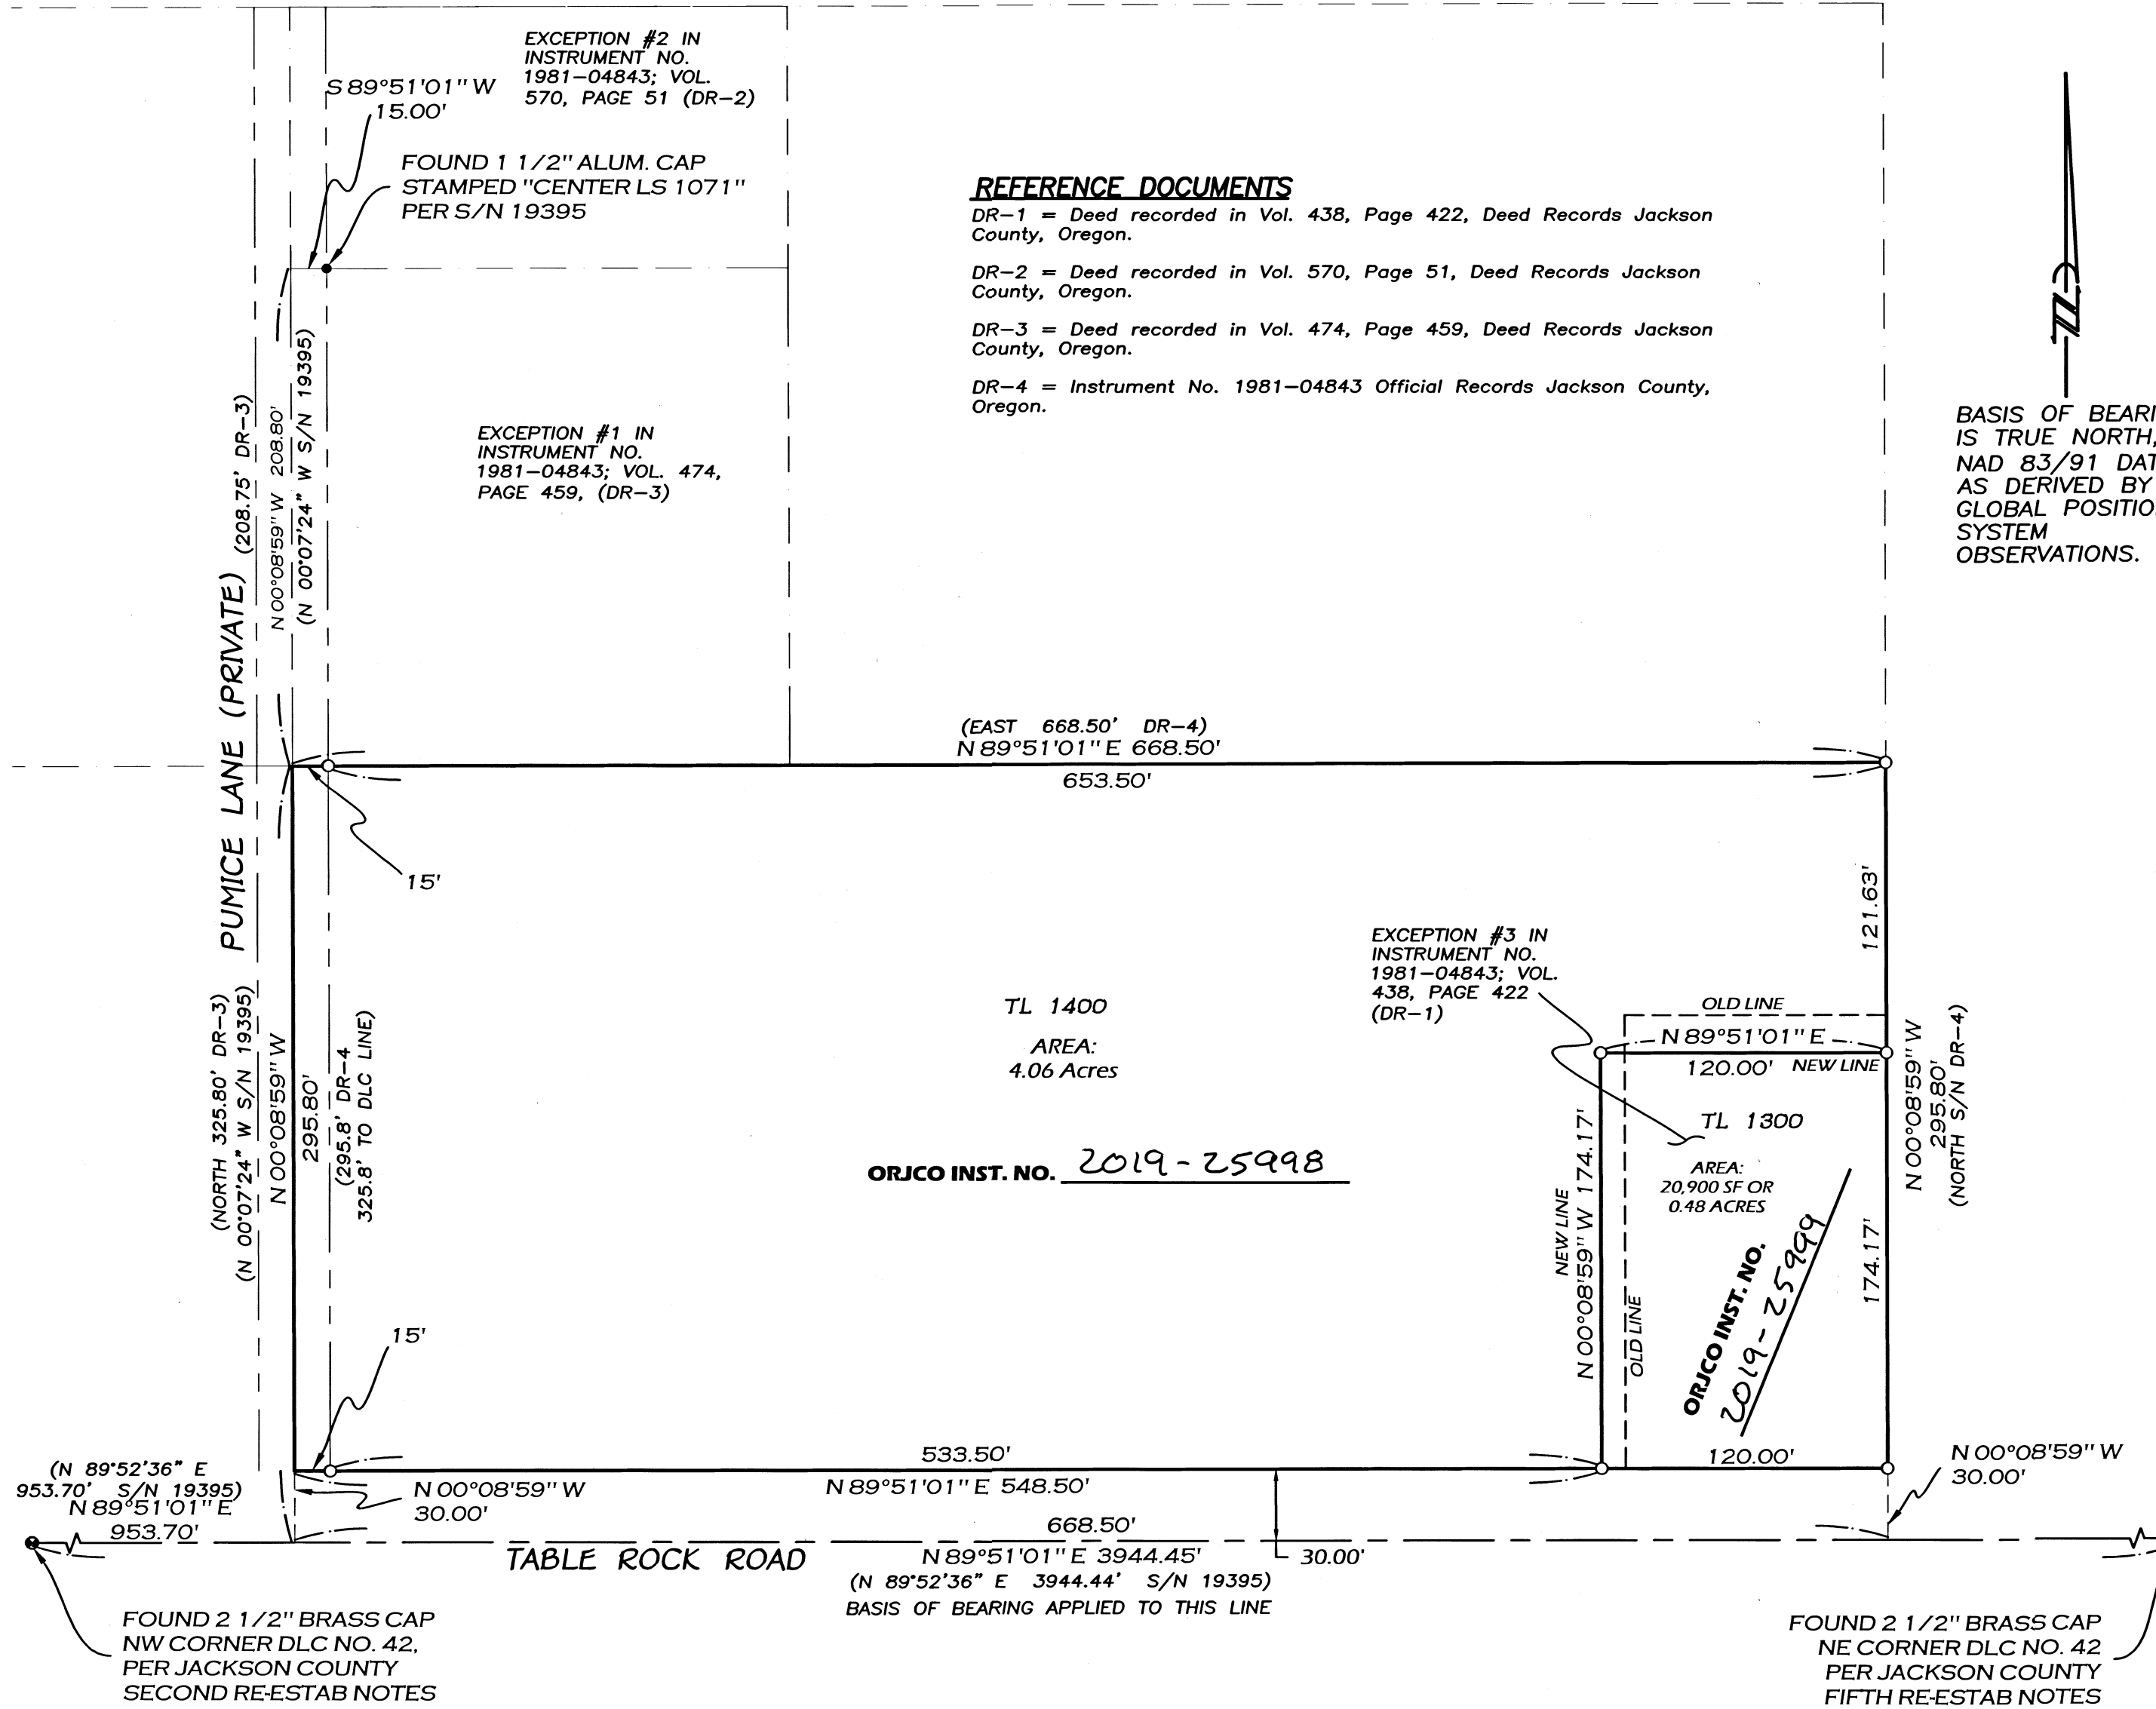 EXCEPTION #2 IN
INSTRUMENT NO.
1981-04843; VOL.
570, PAGE 51 (DR-2)
S 89°51'01" W
15.00'
FOUND 1 1/2" ALUM. CAP
STAMPED "CENTER LS 1071"
PER S/N 19395
REFERENCE DOCUMENTS
DR-1 = Deed recorded in Vol. 438, Page 422, Deed Records Jackson
County, Oregon.
DR-2 = Deed recorded in Vol. 570, Page 51, Deed Records Jackson
County, Oregon.
DR-3 = Deed recorded in Vol. 474, Page 459, Deed Records Jackson
County, Oregon.
DR-4 = Instrument No. 1981-04843 Official Records Jackson County,
Oregon.
BASIS OF BEARI
IS TRUE NORTH,
NAD 83/91 DAT
AS DERIVED BY
GLOBAL POSITIO
SYSTEM
OBSERVATIONS.
EXCEPTION #1 IN
INSTRUMENT NO.
1981-04843; VOL. 474,
PAGE 459, (DR-3)
(208.75' DR-3)
N 00°08'59" W 208.80'
(N 00°07'24" W S/N 19395)
PUMICE LANE (PRIVATE)
(EAST 668.50' DR-4)
N 89°51'01" E 668.50'
653.50'
15'
121.63'
EXCEPTION #3 IN
INSTRUMENT NO.
1981-04843; VOL.
438, PAGE 422
(DR-1)
OLD LINE
N 89°51'01" E
120.00' NEW LINE
TL 1400
AREA:
4.06 Acres
ORJCO INST. NO. 2019-25998
TL 1300
AREA:
20,900 SF OR
0.48 ACRES
ORJCO INST. NO.
2019-25999
NEW LINE
N 00°08'59" W 174.17'
OLD LINE
174.17'
N 00°08'59" W
295.80'
(NORTH S/N DR-4)
(NORTH 325.80' DR-3)
(N 00°07'24" W S/N 19395)
N 00°08'59" W
295.80'
(295.8' DR-4
325.8' TO DLC LINE)
15'
533.50'
120.00'
N 00°08'59" W
30.00'
N 89°51'01" E 548.50'
N 00°08'59" W
30.00'
(N 89°52'36" E
953.70' S/N 19395)
N 89°51'01" E
953.70'
668.50'
TABLE ROCK ROAD
N 89°51'01" E 3944.45'
30.00'
(N 89°52'36" E 3944.44' S/N 19395)
BASIS OF BEARING APPLIED TO THIS LINE
FOUND 2 1/2" BRASS CAP
NW CORNER DLC NO. 42,
PER JACKSON COUNTY
SECOND RE-ESTAB NOTES
FOUND 2 1/2" BRASS CAP
NE CORNER DLC NO. 42
PER JACKSON COUNTY
FIFTH RE-ESTAB NOTES